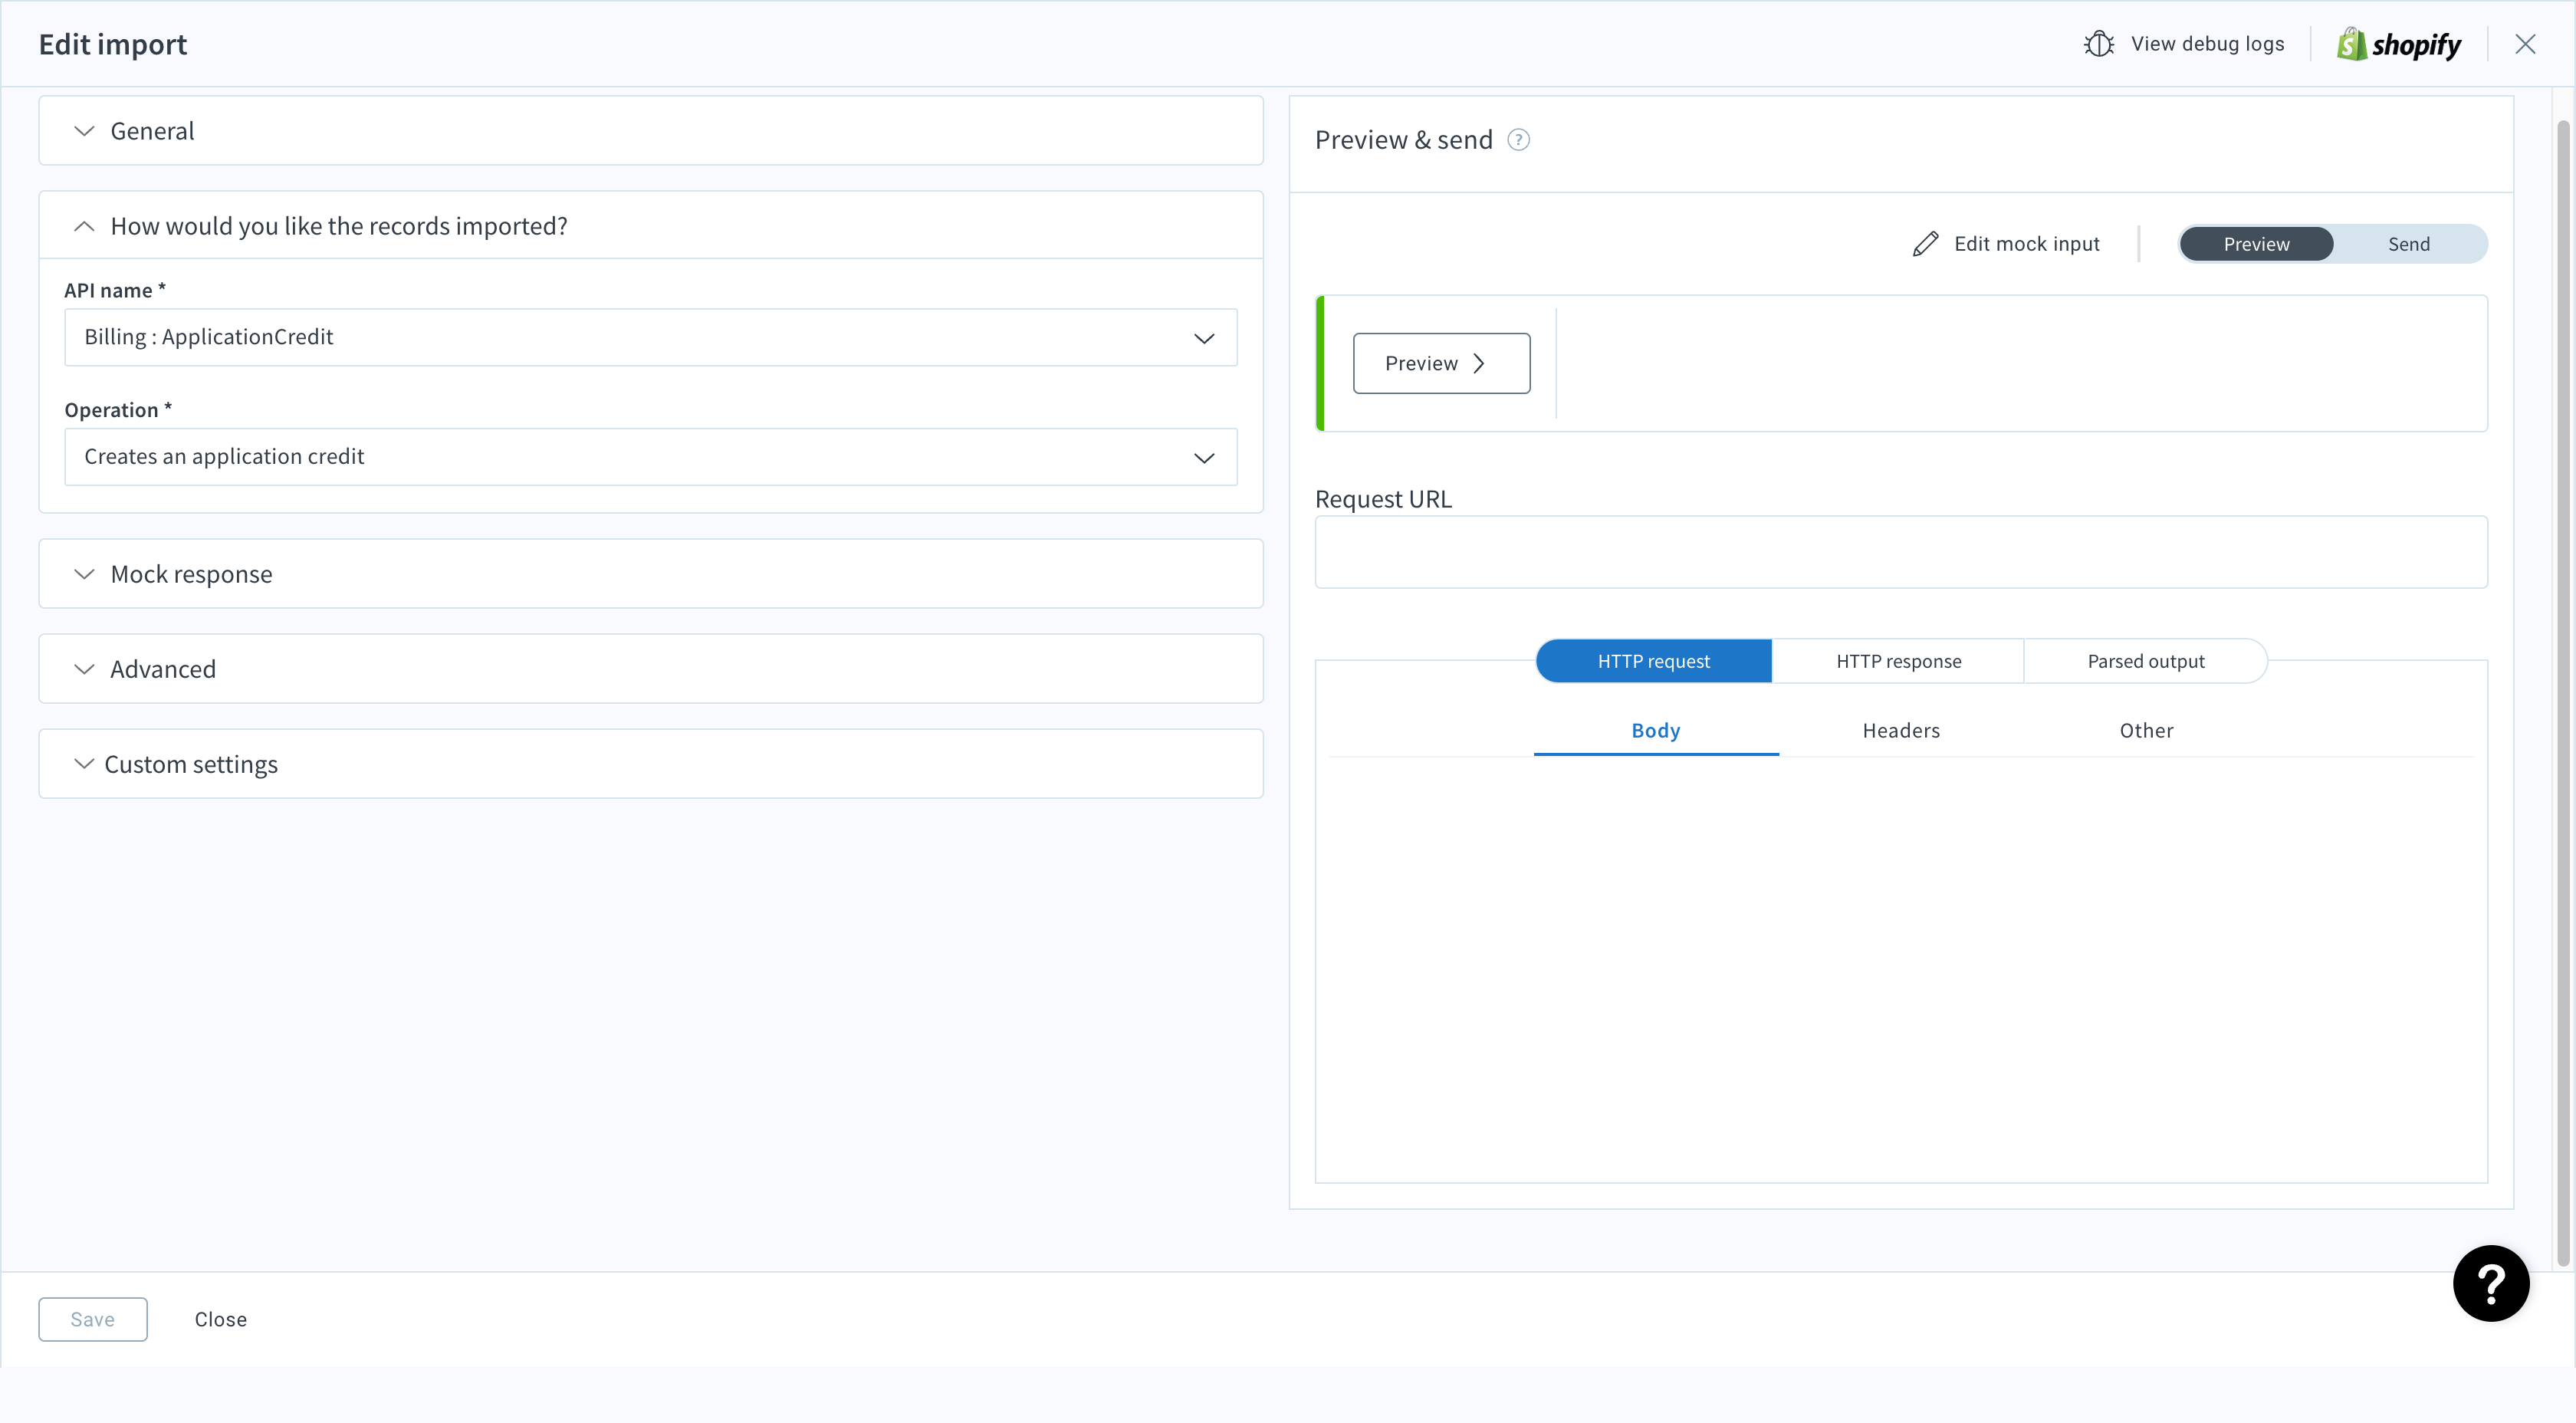 Edit import
View debug logs
shopify
General
How would you like the records imported?
API name *
Billing : ApplicationCredit
Operation *
Creates an application credit
Mock response
Advanced
Custom settings
Preview & send ?
Edit mock input
Preview
Send
Preview
Request URL
HTTP request
HTTP response
Parsed output
Body
Headers
Other
Save
Close
?